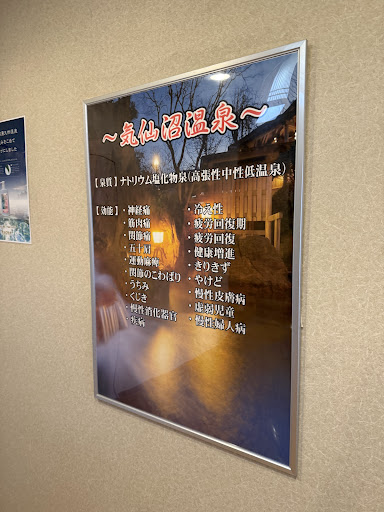 ～気仙沼温泉～
【泉質】ナトリウム塩化物泉(高張性中性低温泉)
【効能】・神経痛
・筋肉痛
・関節痛
・五十肩
・運動麻痺
・関節のこわばり
・うちみ
・くじき
・慢性消化器官
・疾病
・冷え性
・疲労回復期
・疲労回復
・健康増進
・きりきず
・やけど
・慢性皮膚病
・虚弱児童
・慢性婦人病